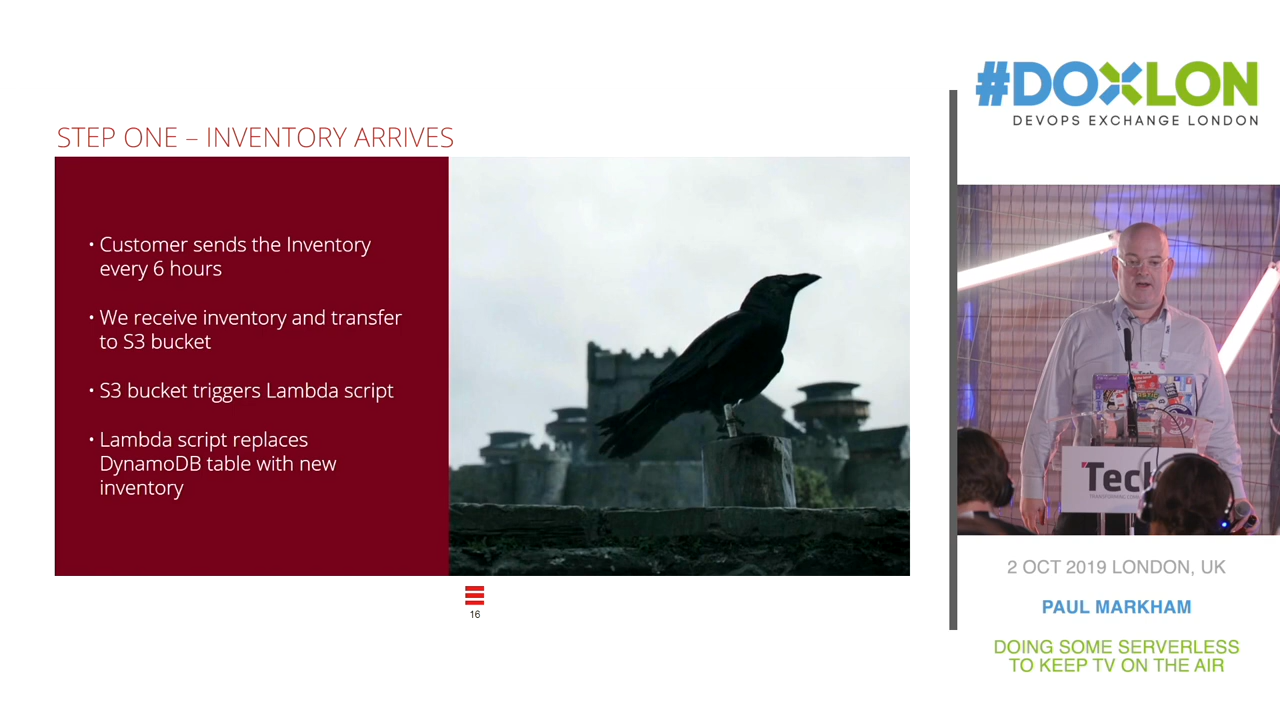 #DOXLON
DEVOPS EXCHANGE LONDON
STEP ONE – INVENTORY ARRIVES
• Customer sends the Inventory
every 6 hours
• We receive inventory and transfer
to S3 bucket
• S3 bucket triggers Lambda script
• Lambda script replaces
DynamoDB table with new
inventory
16
Tech
2 OCT 2019 LONDON, UK
PAUL MARKHAM
DOING SOME SERVERLESS
TO KEEP TV ON THE AIR